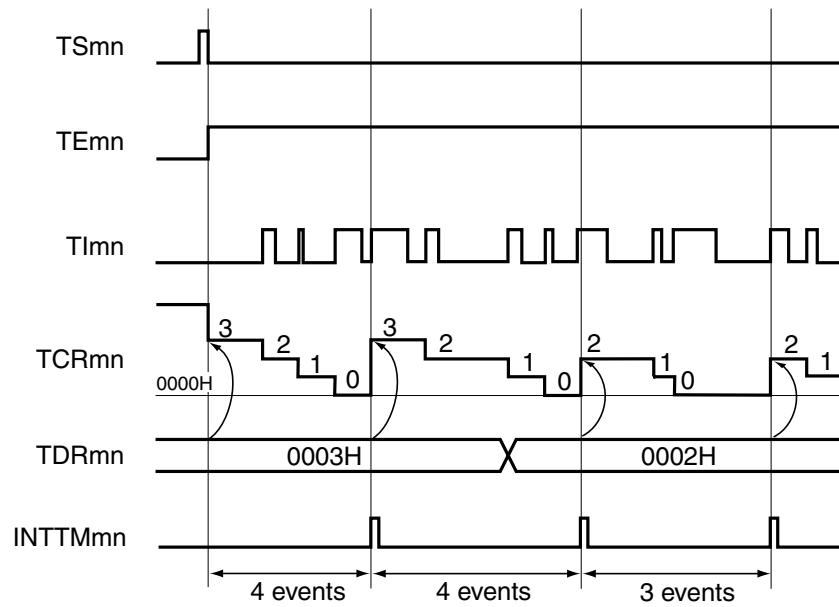 TSmn
TEmn
TImn
TCRmn
3 2 1 0 3 2 1 0 2 1 0 2 1
0000H
TDRmn
0003H 0002H
INTTMmn
4 events 4 events 3 events